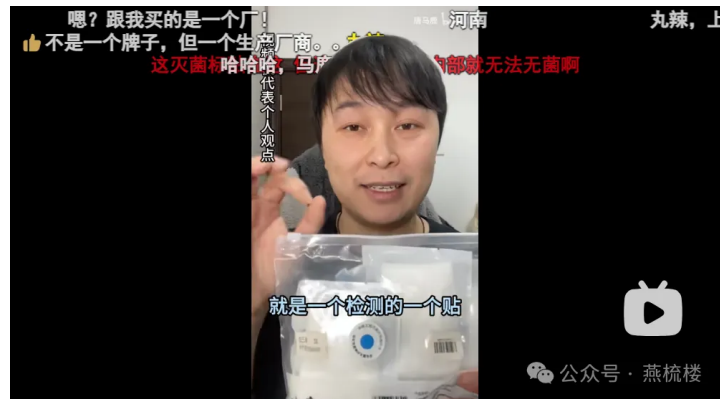 嗯？跟我买的是一个厂！
河南
丸辣，上
👍不是一个牌子，但一个生产厂商。。
这灭菌标
哈哈哈，马
部就无法无菌啊
代表个人观点
就是一个检测的一个贴
公众号·燕梳楼